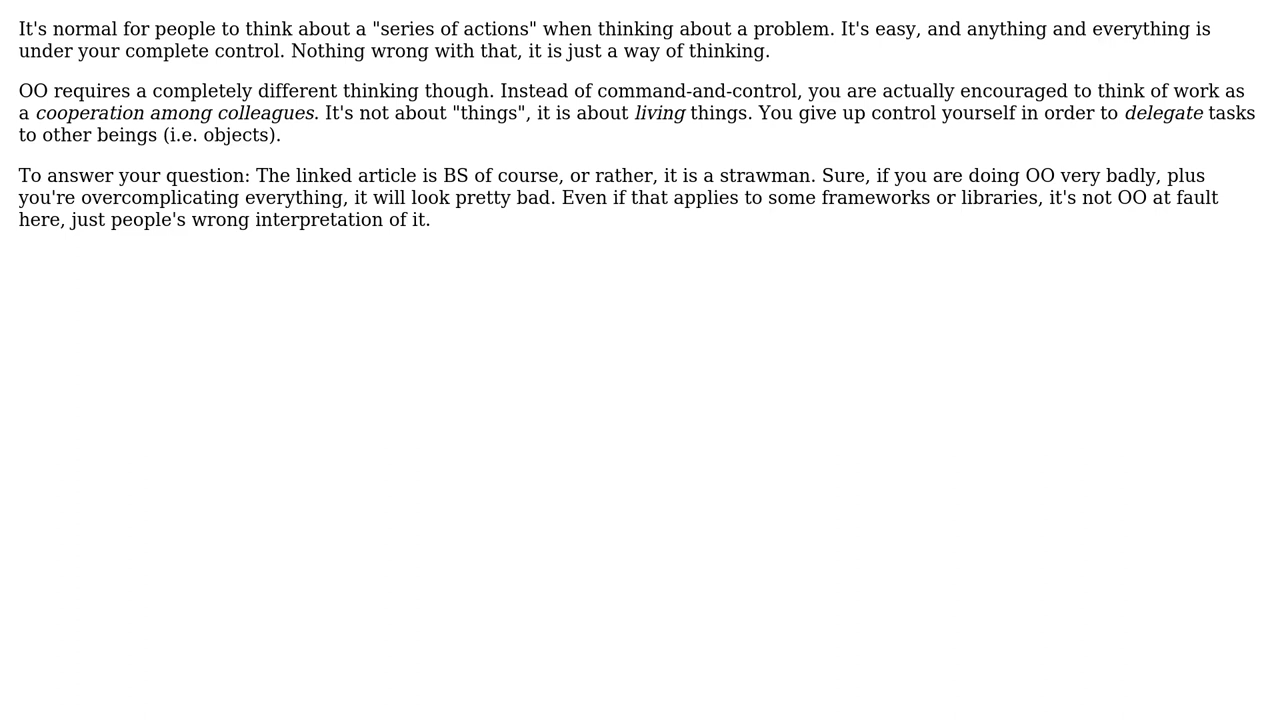 It's normal for people to think about a "series of actions" when thinking about a problem. It's easy, and anything and everything is
under your complete control. Nothing wrong with that, it is just a way of thinking.
OO requires a completely different thinking though. Instead of command-and-control, you are actually encouraged to think of work as
a cooperation among colleagues. It's not about "things", it is about living things. You give up control yourself in order to delegate tasks
to other beings (i.e. objects).
To answer your question: The linked article is BS of course, or rather, it is a strawman. Sure, if you are doing OO very badly, plus
you're overcomplicating everything, it will look pretty bad. Even if that applies to some frameworks or libraries, it's not OO at fault
here, just people's wrong interpretation of it.